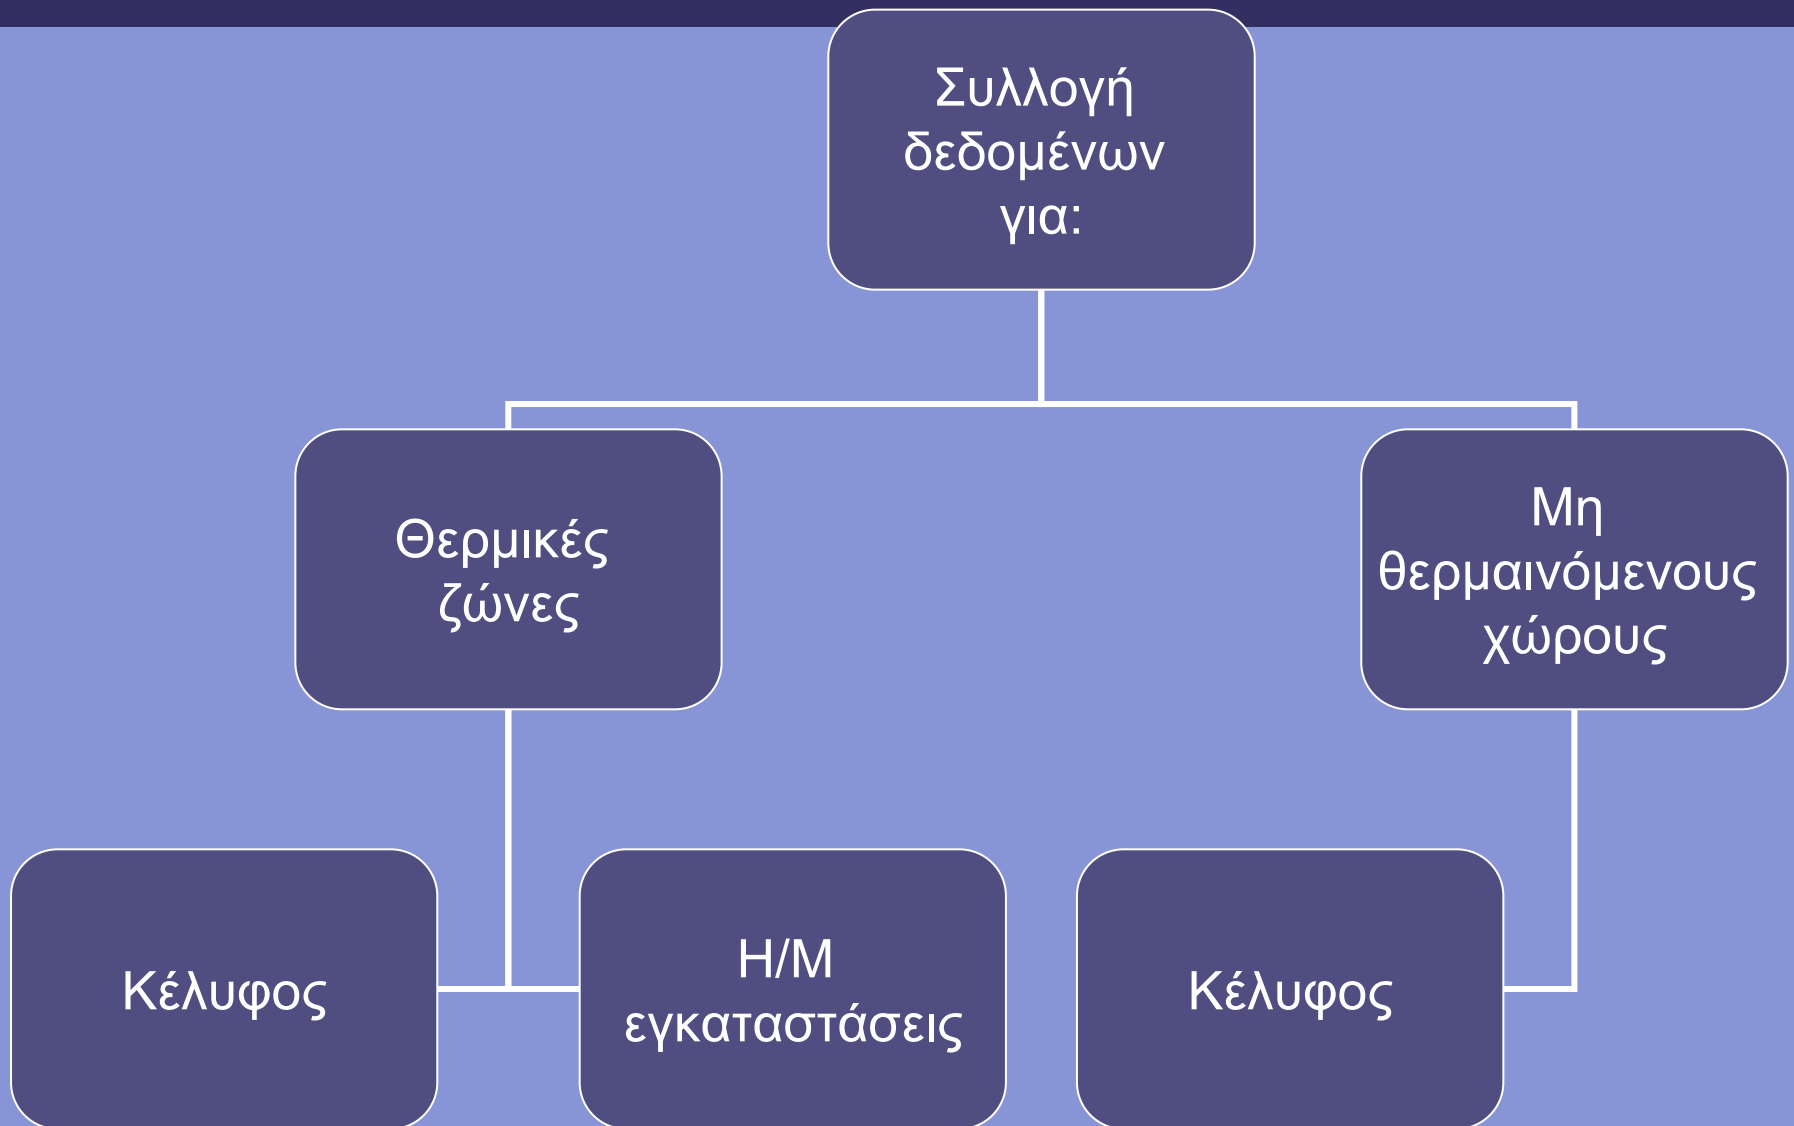 Συλλογή
δεδομένων
για:
Θερμικές
ζώνες
Μη
θερμαινόμενους
χώρους
Κέλυφος
Η/Μ
εγκαταστάσεις
Κέλυφος